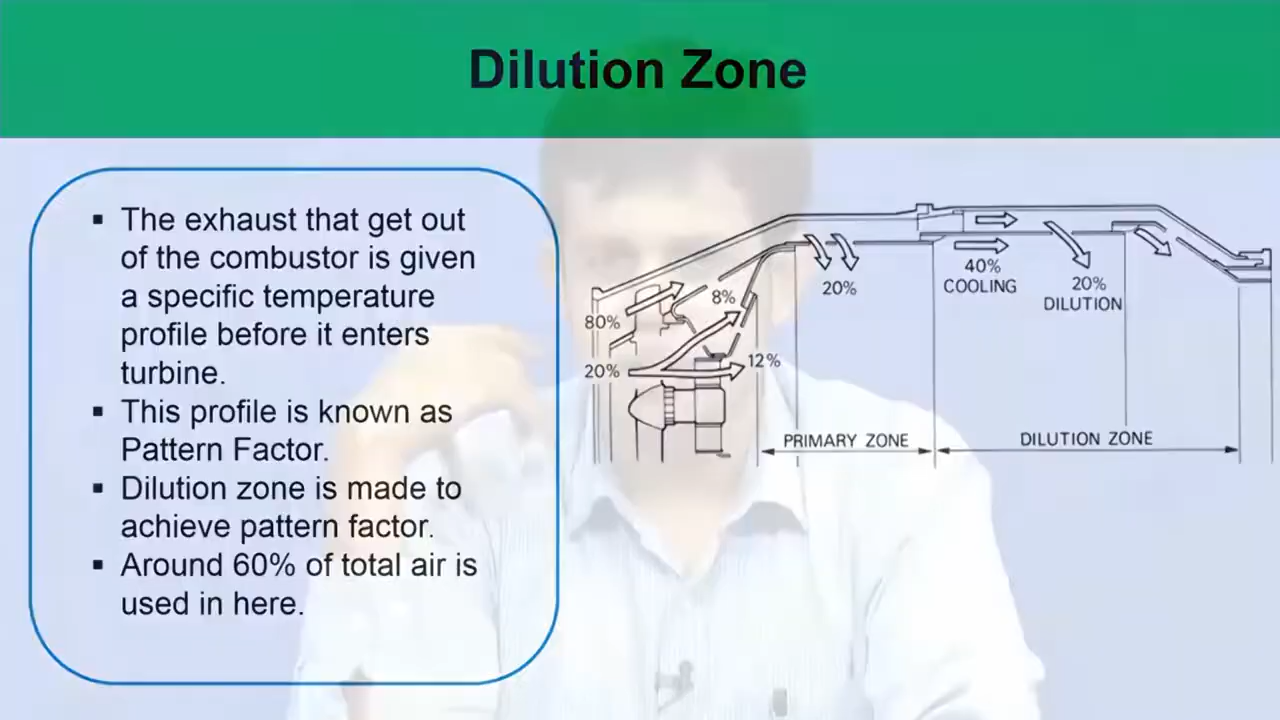 Dilution Zone
▪ The exhaust that get out
of the combustor is given
a specific temperature
profile before it enters
turbine.
▪ This profile is known as
Pattern Factor.
▪ Dilution zone is made to
achieve pattern factor.
▪ Around 60% of total air is
used in here.
80%
20%
8%
12%
20%
40%
COOLING
20%
DILUTION
PRIMARY ZONE
DILUTION ZONE